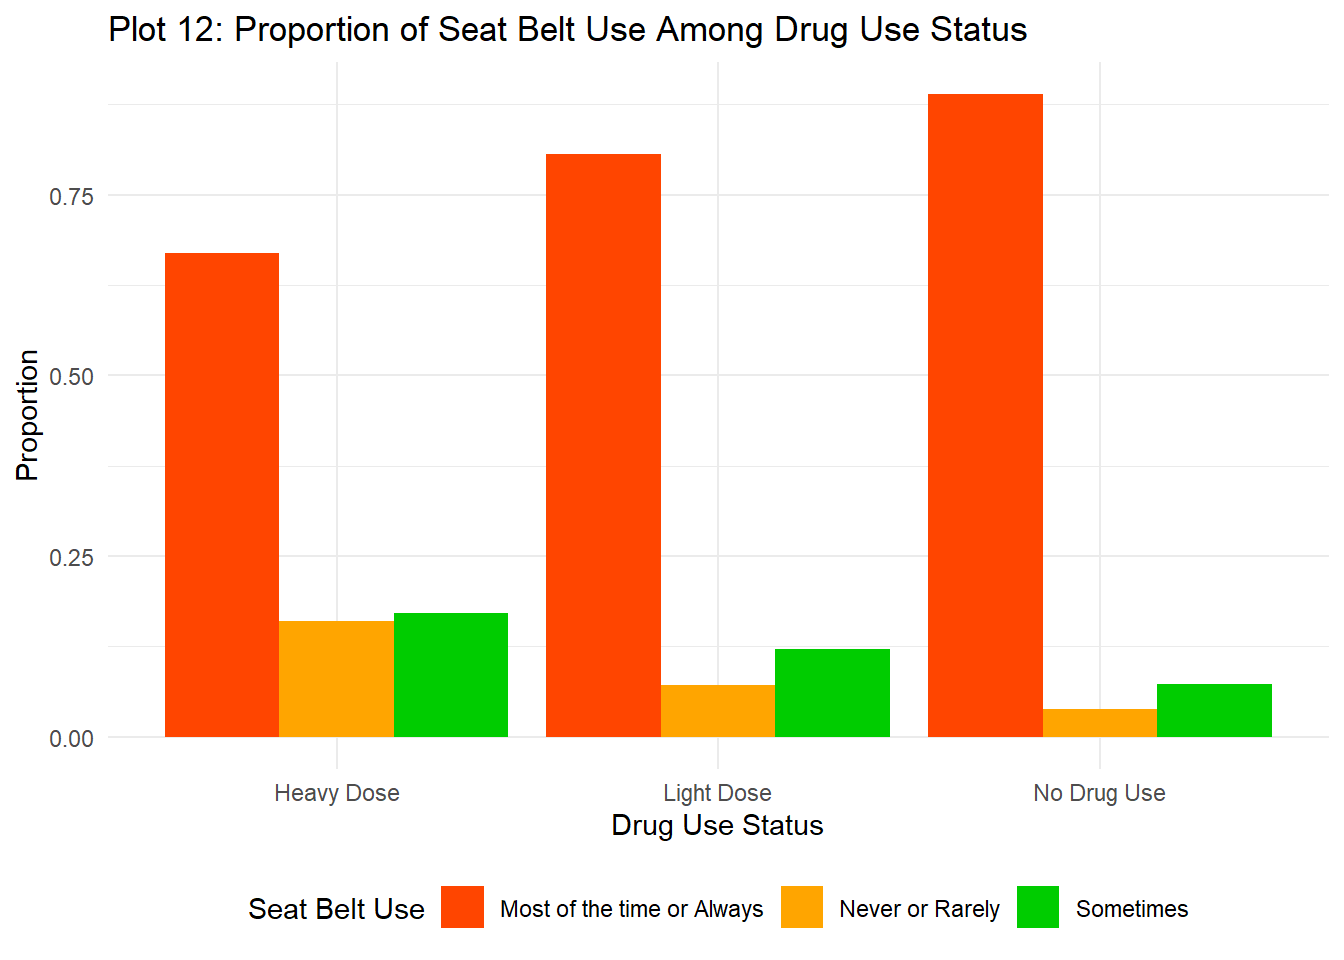 Plot 12: Proportion of Seat Belt Use Among Drug Use Status
Proportion
0.75
0.50
0.25
0.00
Heavy Dose Light Dose No Drug Use
Drug Use Status
Seat Belt Use Most of the time or Always Never or Rarely Sometimes